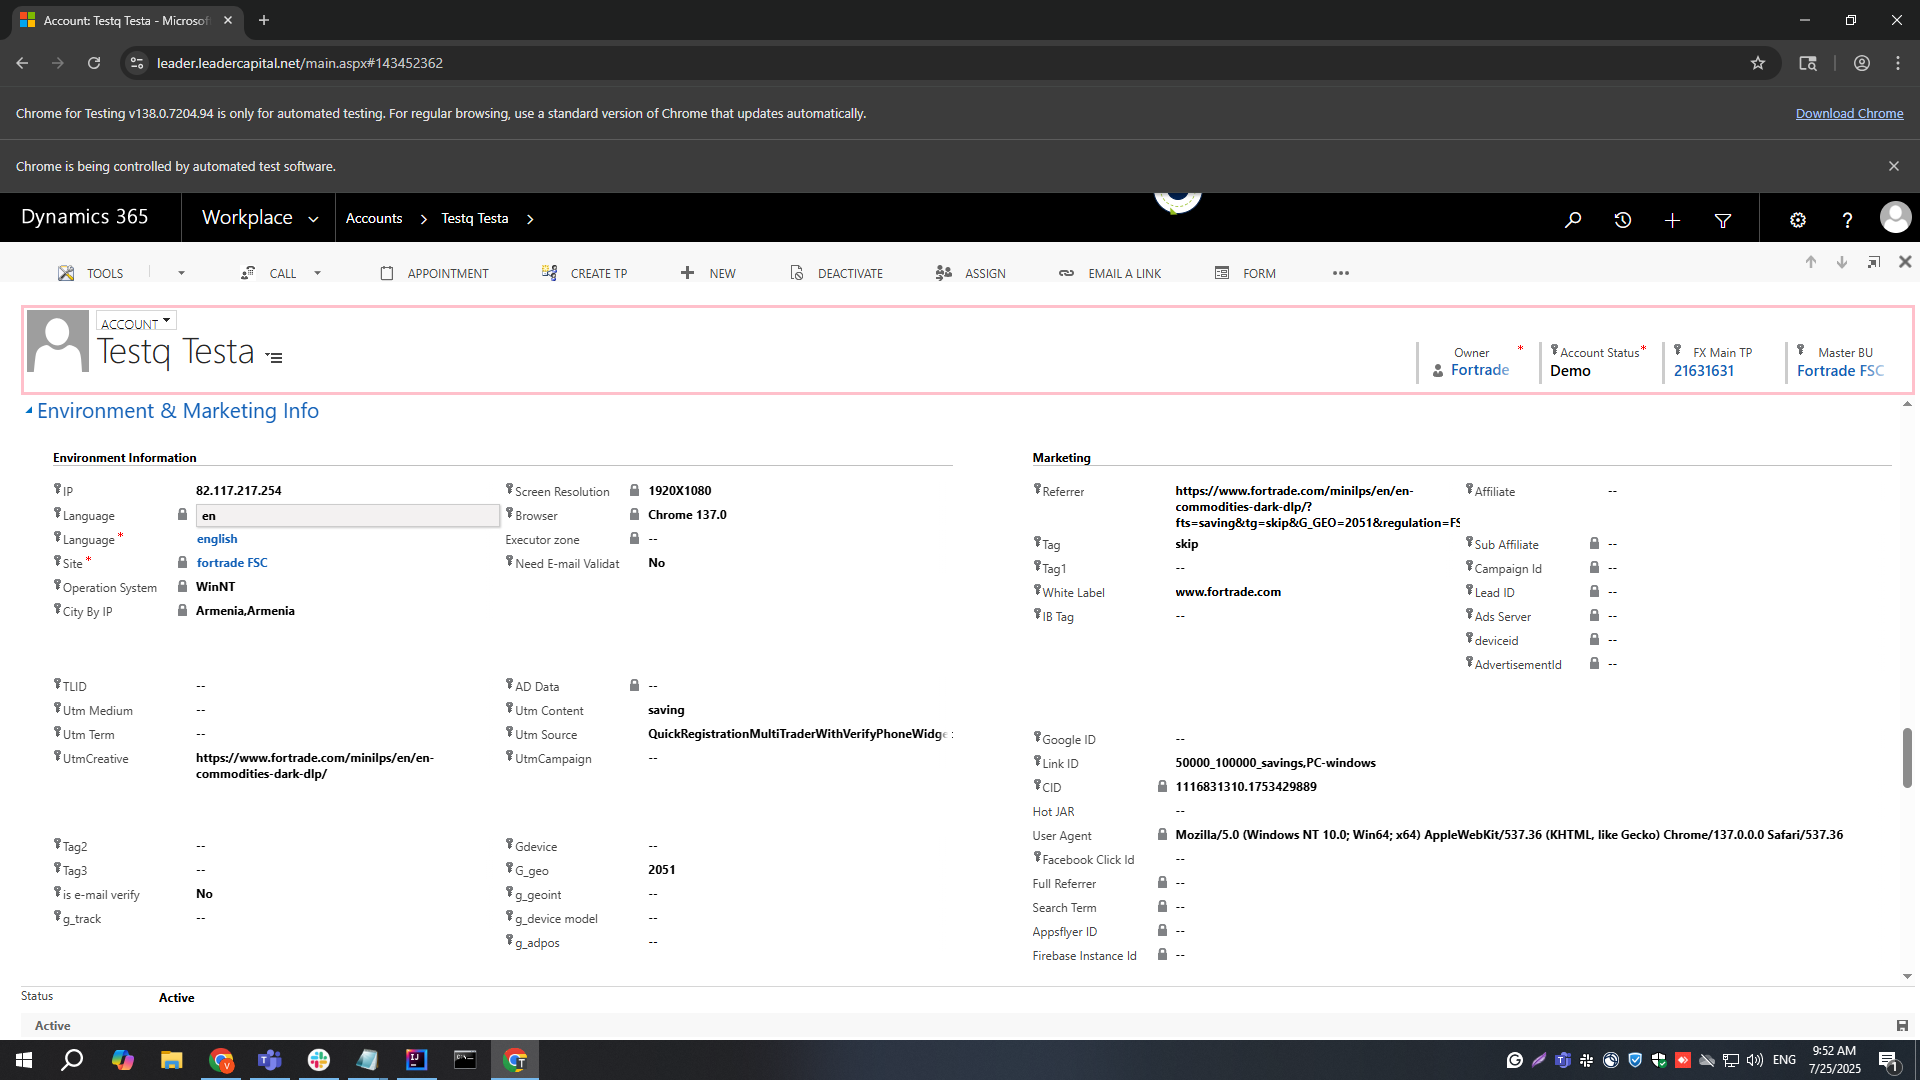 Account: Testq Testa - Microsof
leader.leadercapital.net/main.aspx#143452362
Chrome for Testing v138.0.7204.94 is only for automated testing. For regular browsing, use a standard version of Chrome that updates automatically.
Download Chrome
Chrome is being controlled by automated test software.
Dynamics 365
Workplace
Accounts
Testq Testa
TOOLS
CALL
APPOINTMENT
CREATE TP
NEW
DEACTIVATE
ASSIGN
EMAIL A LINK
FORM
ACCOUNT
Testq Testa
Owner *
Fortrade
Account Status*
Demo
FX Main TP
21631631
Master BU
Fortrade FSC
Environment & Marketing Info
Environment Information
IP 82.117.217.254
Language en
Language* english
Site* fortrade FSC
Operation System WinNT
City By IP Armenia,Armenia
Screen Resolution 1920X1080
Browser Chrome 137.0
Executor zone --
Need E-mail Validat No
TLID --
Utm Medium --
Utm Term --
UtmCreative https://www.fortrade.com/minilps/en/en-
commodities-dark-dlp/
AD Data --
Utm Content saving
Utm Source QuickRegistrationMultiTraderWithVerifyPhoneWidge
UtmCampaign --
Tag2 --
Tag3 --
is e-mail verify No
g_track --
Gdevice --
G_geo 2051
g_geoint --
g_device model --
g_adpos --
Marketing
Referrer https://www.fortrade.com/minilps/en/en-
commodities-dark-dlp/?
fts=saving&tg=skip&G_GEO=2051&regulation=FS
Tag skip
Tag1 --
White Label www.fortrade.com
IB Tag --
Affiliate --
Sub Affiliate --
Campaign Id --
Lead ID --
Ads Server --
deviceid --
AdvertisementId --
Google ID --
Link ID 50000_100000_savings,PC-windows
CID 1116831310.1753429889
Hot JAR --
User Agent Mozilla/5.0 (Windows NT 10.0; Win64; x64) AppleWebKit/537.36 (KHTML, like Gecko) Chrome/137.0.0.0 Safari/537.36
Facebook Click Id --
Full Referrer --
Search Term --
Appsflyer ID --
Firebase Instance Id --
Status Active
Active
ENG
9:52 AM
7/25/2025
1